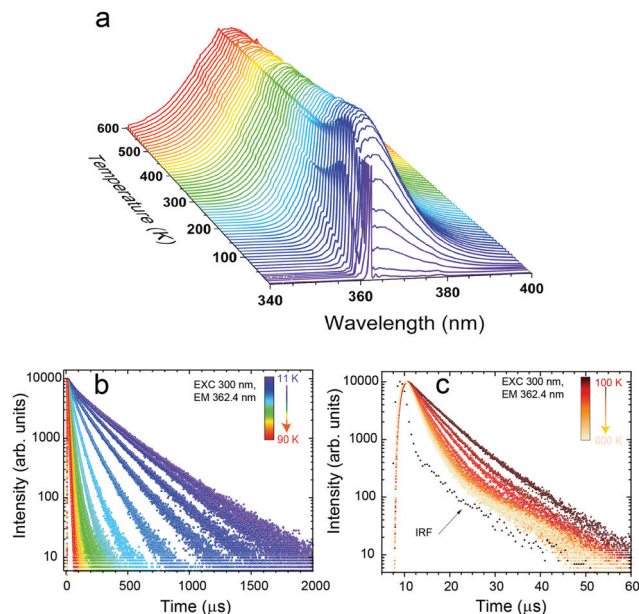 a
600
500
400
300
200
100
Temperature (K)
340
360
380
400
Wavelength (nm)
b
EXC 300 nm,
EM 362.4 nm
11 K
90 K
10000
1000
100
10
Intensity (arb. units)
0
500
1000
1500
2000
Time (μs)
c
EXC 300 nm,
EM 362.4 nm
100 K
600 K
10000
1000
100
10
Intensity (arb. units)
IRF
10
20
30
40
50
60
Time (μs)